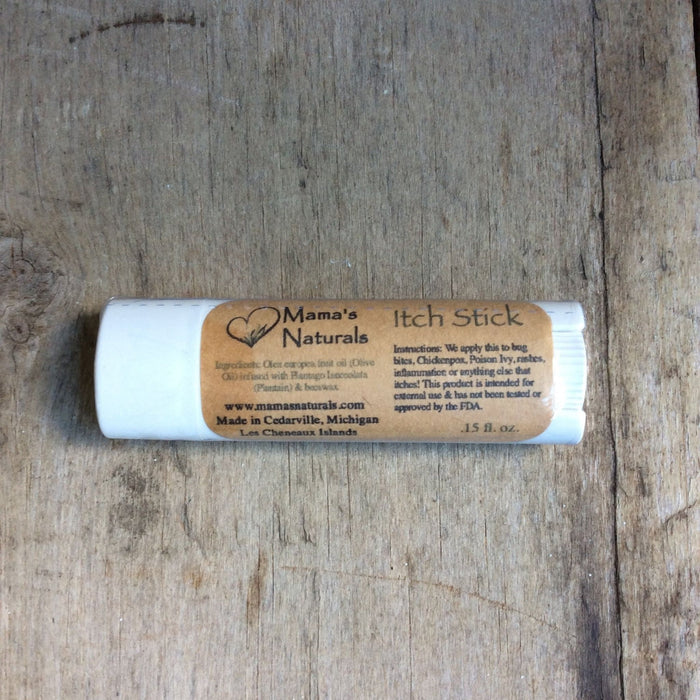 Mama's
Naturals
Ingredients: Olea europea fruit oil (Olive
Oil) infused with Plantago lanceolata
(Plantain) & beeswax.
www.mamasnaturals.com
Made in Cedarville, Michigan
Les Cheneaux Islands
Itch Stick
Instructions: We apply this to bug
bites, Chickenpox, Poison Ivy, rashes,
inflammation or anything else that
itches! This product is intended for
external use & has not been tested or
approved by the FDA.
.15 fl. oz.